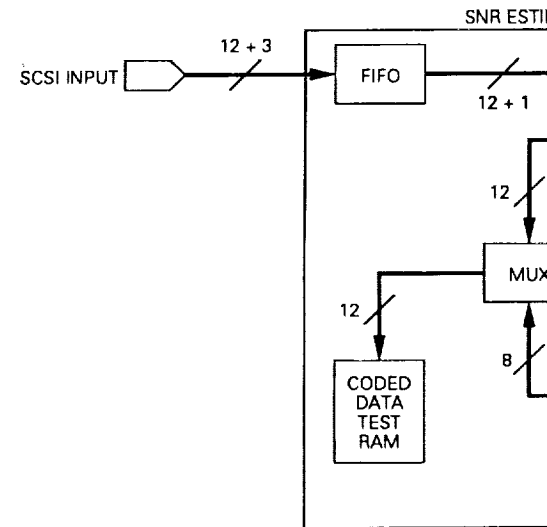 SNR ESTI
12 + 3
SCSI INPUT
FIFO
12 + 1
12
MUX
12
8
CODED
DATA
TEST
RAM